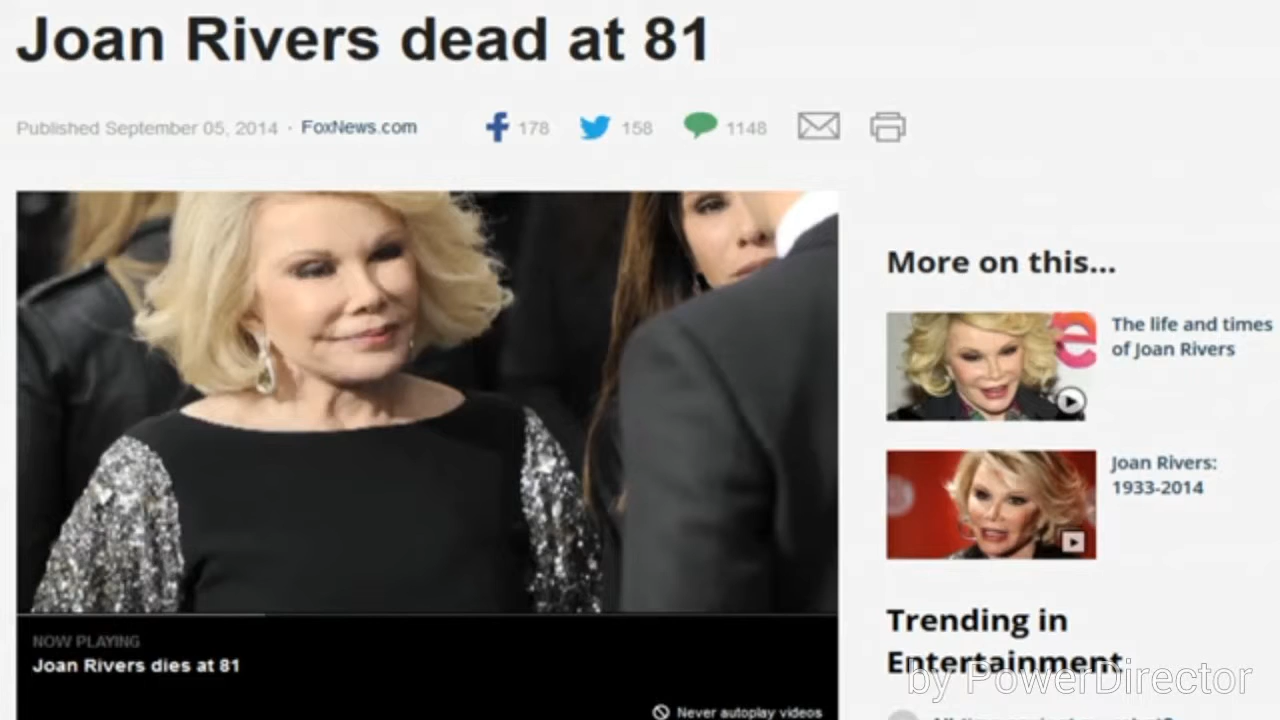 Joan Rivers dead at 81
Published September 05, 2014 · FoxNews.com 178 158 1148
More on this...
The life and times
of Joan Rivers
Joan Rivers:
1933-2014
NOW PLAYING
Joan Rivers dies at 81
Never autoplay videos
Trending in
Entertainment
by PowerDirector